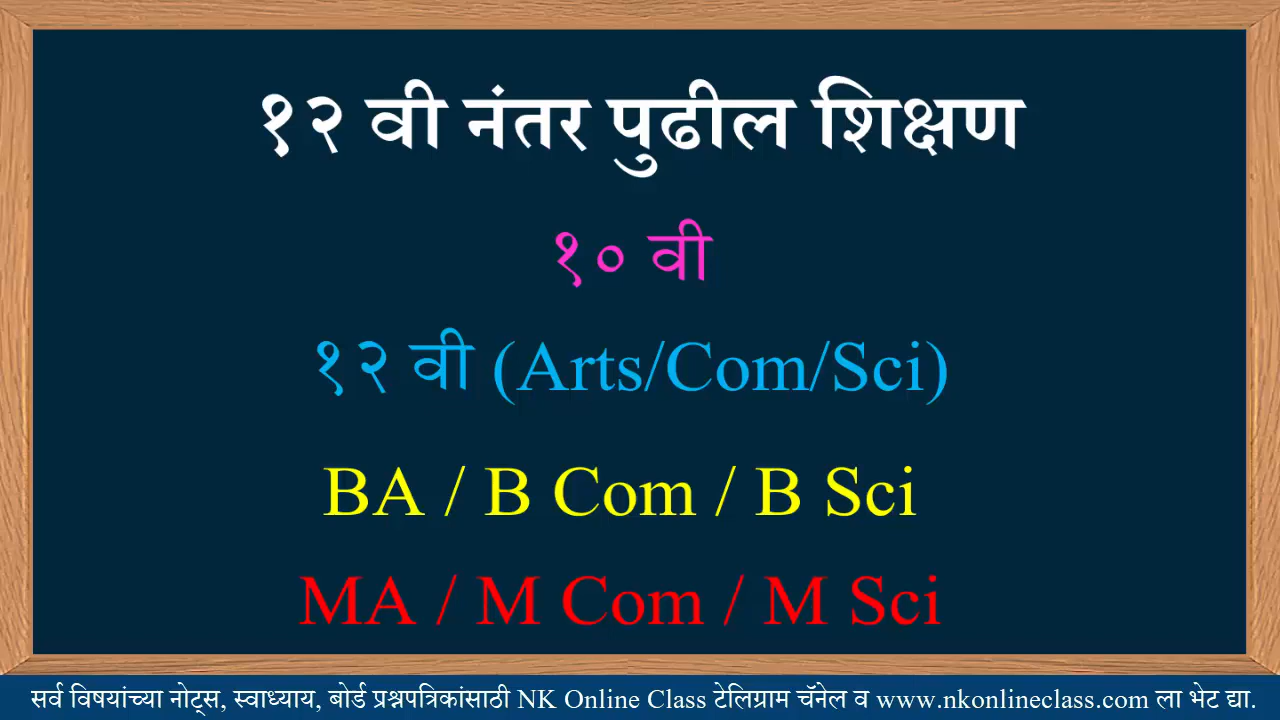 १२ वी नंतर पुढील शिक्षण
१० वी
१२ वी (Arts/Com/Sci)
BA / B Com / B Sci
MA / M Com / M Sci
सर्व विषयांच्या नोट्स, स्वाध्याय, बोर्ड प्रश्नपत्रिकांसाठी NK Online Class टेलिग्राम चॅनेल व www.nkonlineclass.com ला भेट द्या.